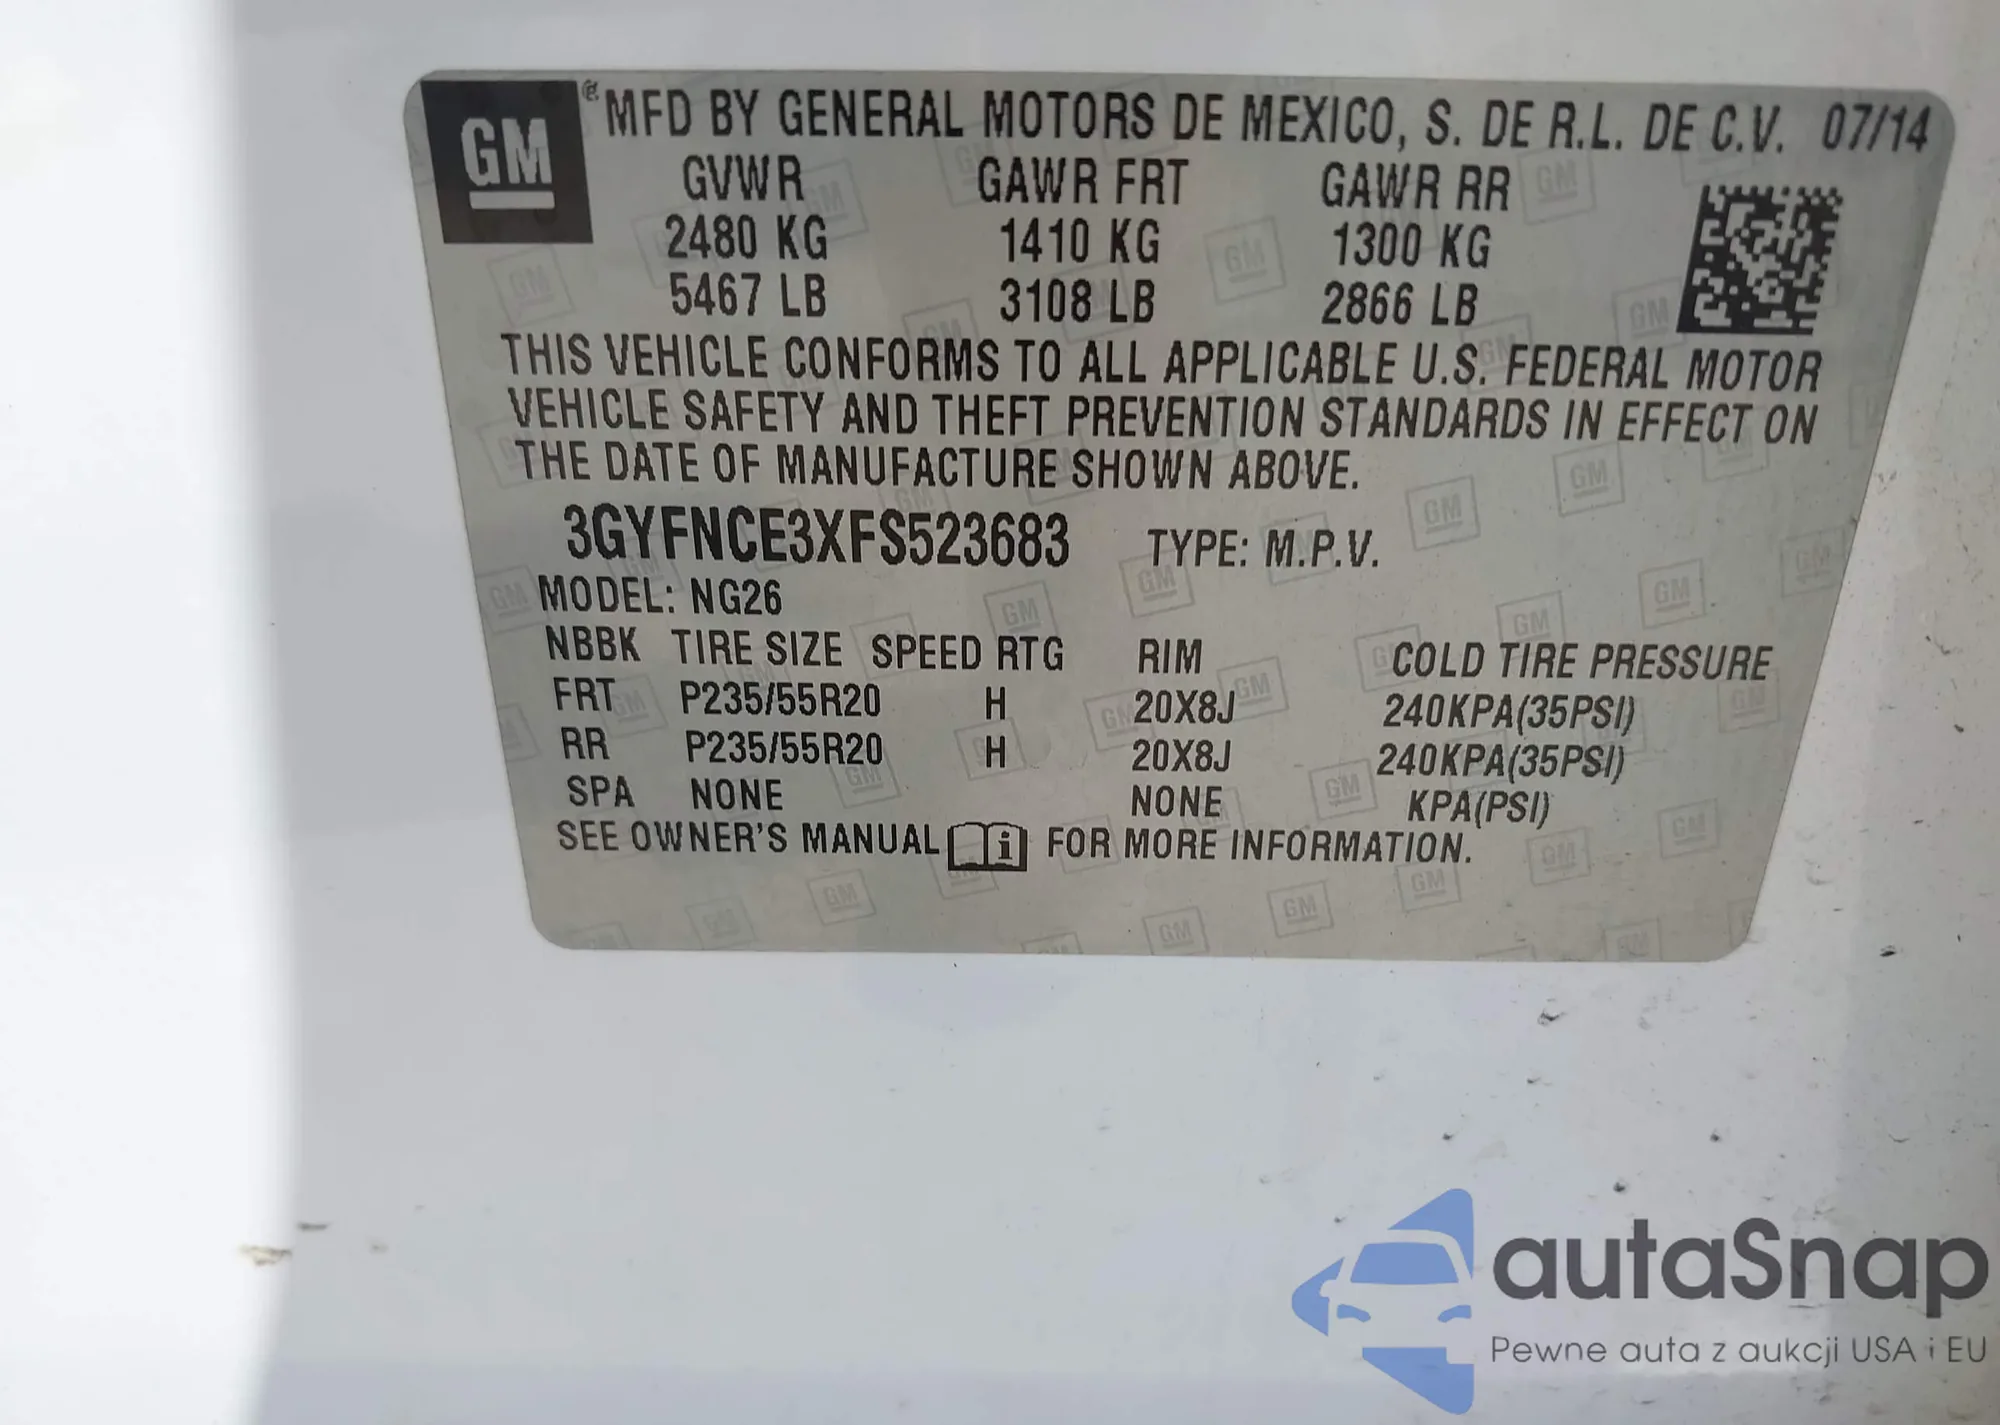 GM ® MFD BY GENERAL MOTORS DE MEXICO, S. DE R.L. DE C.V. 07/14
GVWR GAWR FRT GAWR RR
2480 KG 1410 KG 1300 KG
5467 LB 3108 LB 2866 LB
THIS VEHICLE CONFORMS TO ALL APPLICABLE U.S. FEDERAL MOTOR
VEHICLE SAFETY AND THEFT PREVENTION STANDARDS IN EFFECT ON
THE DATE OF MANUFACTURE SHOWN ABOVE.
3GYFNCE3XFS523683 TYPE: M.P.V.
MODEL: NG26
NBBK TIRE SIZE SPEED RTG RIM COLD TIRE PRESSURE
FRT P235/55R20 H 20X8J 240KPA(35PSI)
RR P235/55R20 H 20X8J 240KPA(35PSI)
SPA NONE NONE KPA(PSI)
SEE OWNER'S MANUAL i FOR MORE INFORMATION.
autaSnap
Pewne auta z aukcji USA i EU